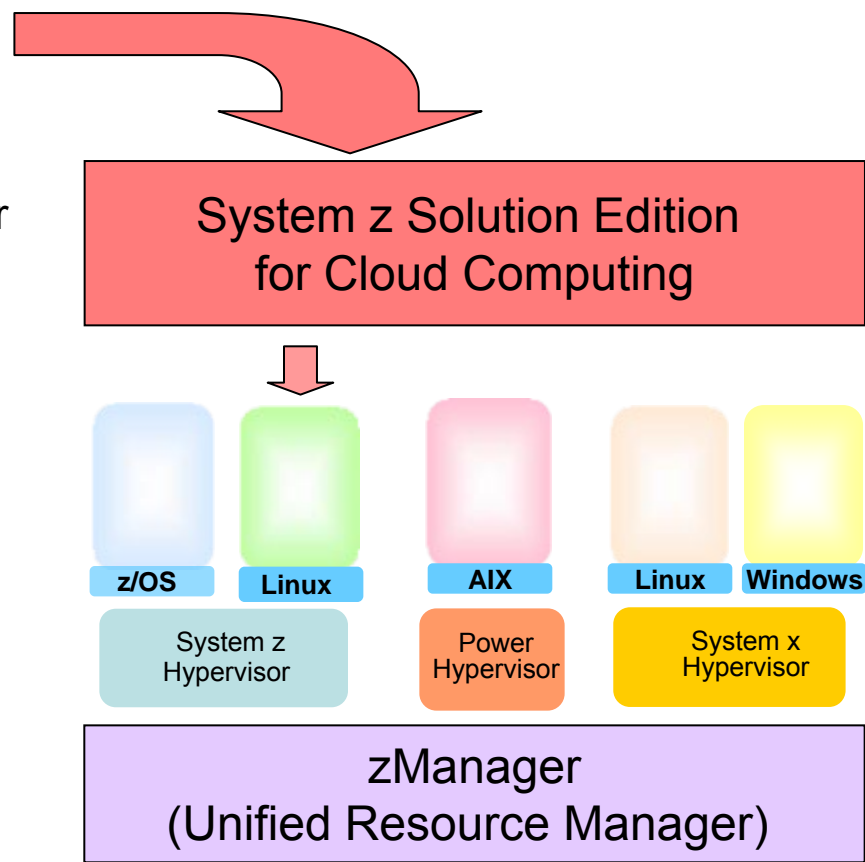 r
System z Solution Edition
for Cloud Computing
z/OS
Linux
AIX
Linux
Windows
System z
Hypervisor
Power
Hypervisor
System x
Hypervisor
zManager
(Unified Resource Manager)